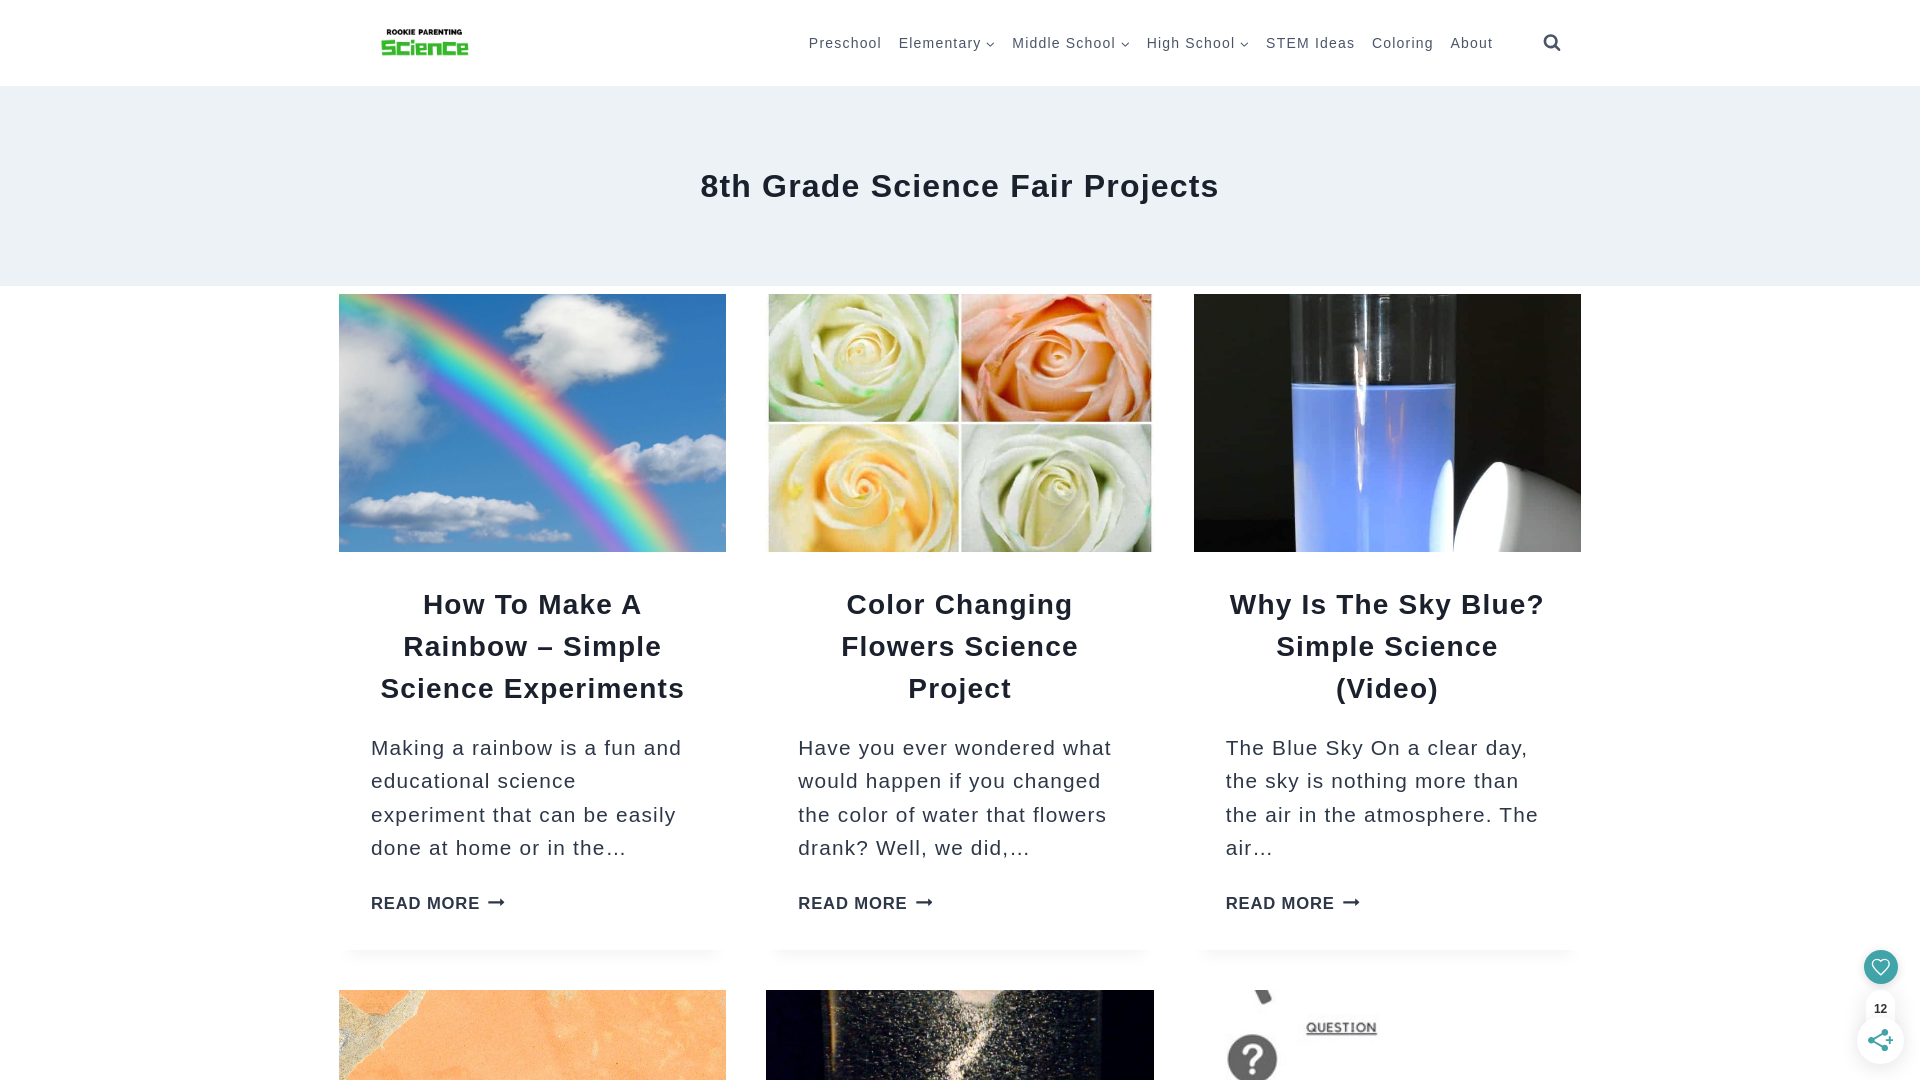 ROOKIE PARENTING
Science
Preschool
Elementary
Middle School
High School
STEM Ideas
Coloring
About
8th Grade Science Fair Projects
How To Make A
Rainbow – Simple
Science Experiments
Making a rainbow is a fun and
educational science
experiment that can be easily
done at home or in the…
READ MORE
Color Changing
Flowers Science
Project
Have you ever wondered what
would happen if you changed
the color of water that flowers
drank? Well, we did,…
READ MORE
Why Is The Sky Blue?
Simple Science
(Video)
The Blue Sky On a clear day,
the sky is nothing more than
the air in the atmosphere. The
air…
READ MORE
QUESTION
?
12